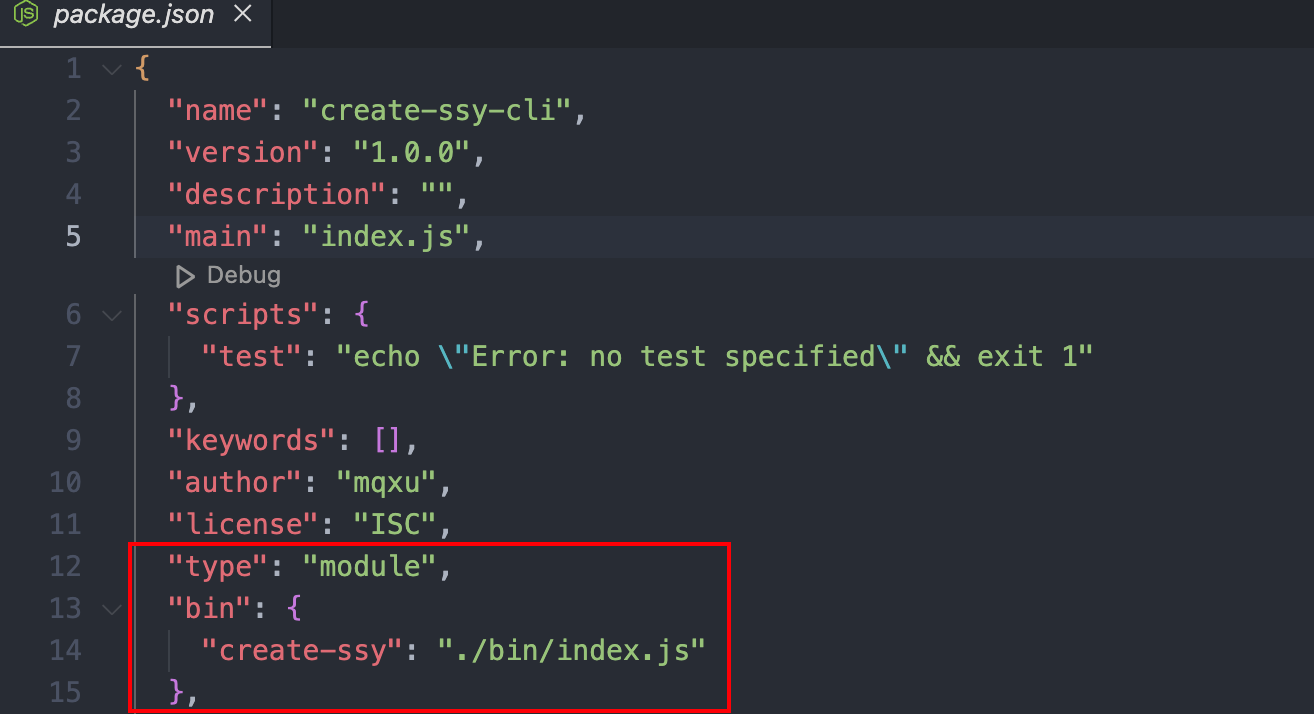 package.json
1 {
2 "name": "create-ssy-cli",
3 "version": "1.0.0",
4 "description": "",
5 "main": "index.js",
Debug
6 "scripts": {
7 "test": "echo \"Error: no test specified\" && exit 1"
8 },
9 "keywords": [],
10 "author": "mqxu",
11 "license": "ISC",
12 "type": "module",
13 "bin": {
14 "create-ssy": "./bin/index.js"
15 },